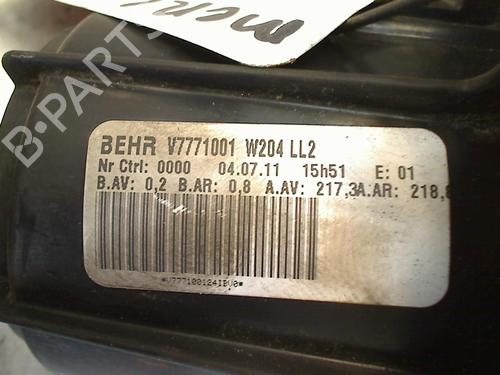 B-PARTS
BEHR V7771001 W204 LL2
Nr Ctrl: 0000 04.07.11 15h51 E: 01
B.AV: 0,2 B.AR: 0,8 A.AV: 217,3A.AR: 218,8